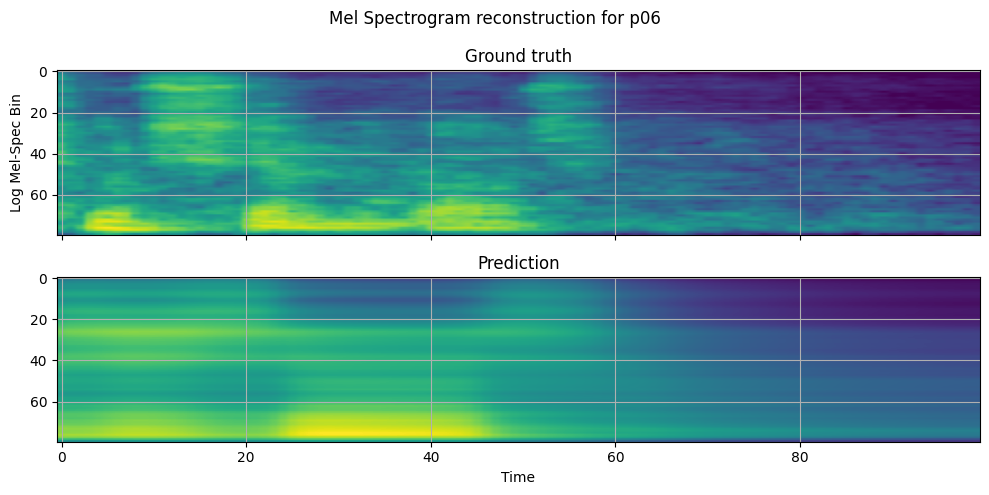 Mel Spectrogram reconstruction for p06
Ground truth
Log Mel-Spec Bin
0
20
40
60
Prediction
0
20
40
60
0 20 40 60 80
Time